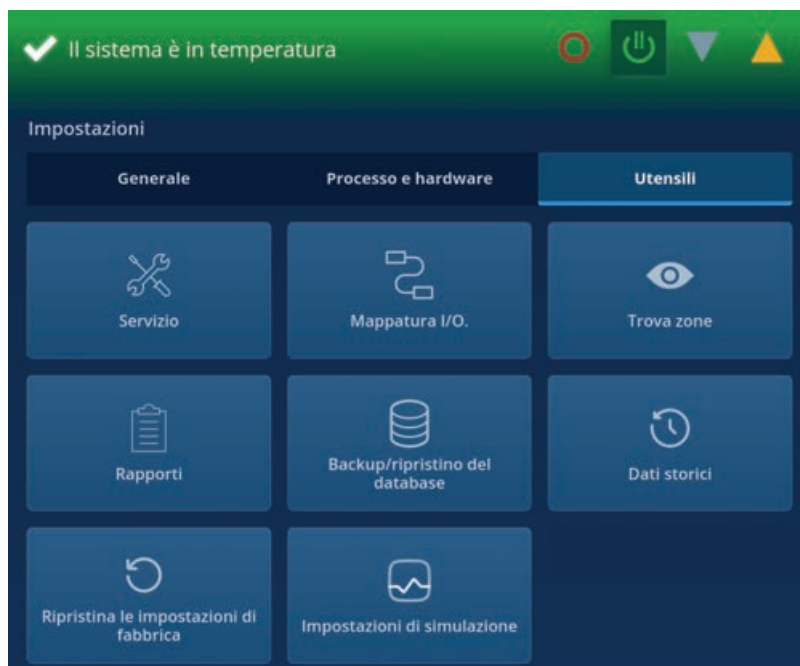 Il sistema è in temperatura
Impostazioni
Generale
Processo e hardware
Utensili
Servizio
Mappatura I/O.
Trova zone
Rapporti
Backup/ripristino del
database
Dati storici
Ripristina le impostazioni di
fabbrica
Impostazioni di simulazione